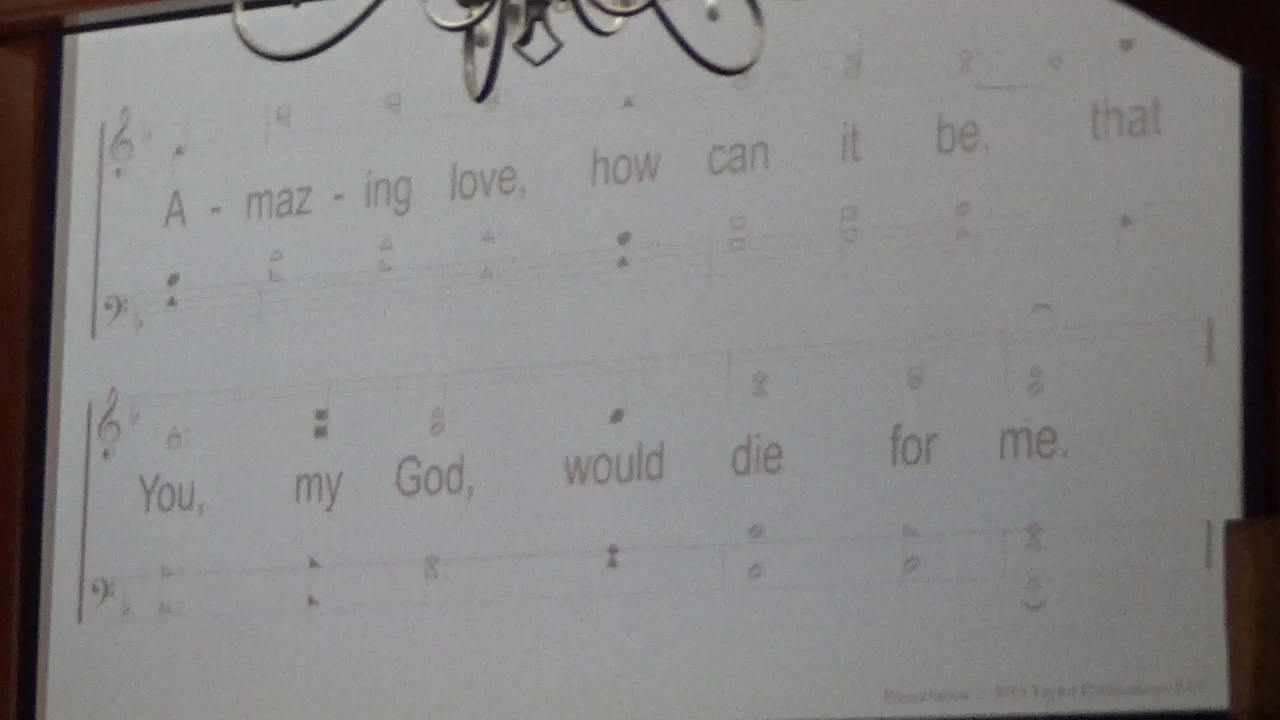 A - maz - ing love, how can it be, that
You, my God, would die for me.